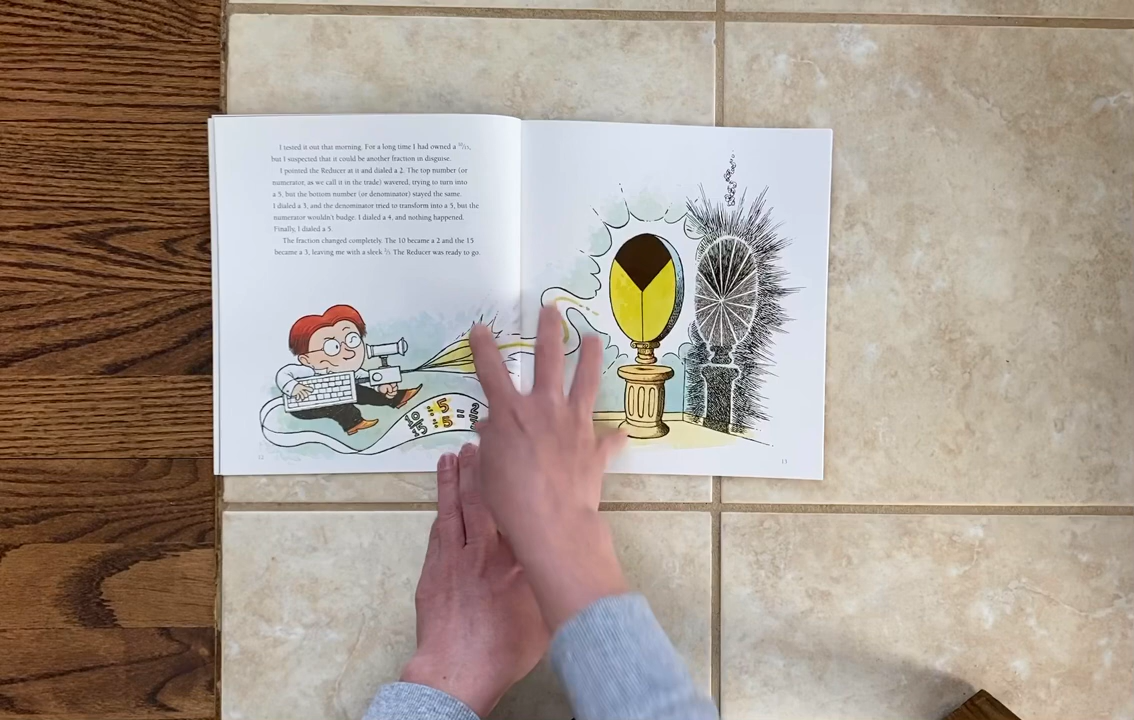 I tested it out that morning. For a long time I had owned a 10/15,
but I suspected that it could be another fraction in disguise.
I pointed the Reducer at it and dialed a 2. The top number (or
numerator, as we call it in the trade) wavered, trying to turn into
a 5, but the bottom number (or denominator) stayed the same.
I dialed a 3, and the denominator tried to transform into a 5, but the
numerator wouldn't budge. I dialed a 4, and nothing happened.
Finally, I dialed a 5.
The fraction changed completely. The 10 became a 2 and the 15
became a 3, leaving me with a sleek 2/3. The Reducer was ready to go.
12
13